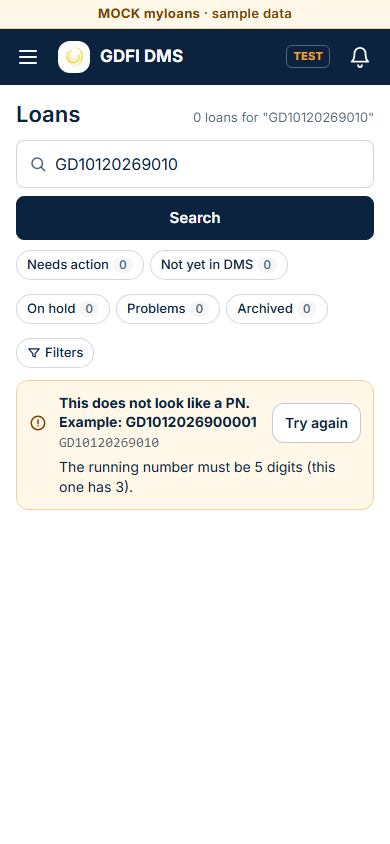 MOCK myloans · sample data
GDFI DMS
TEST
Loans
0 loans for "GD10120269010"
GD10120269010
Search
Needs action 0
Not yet in DMS 0
On hold 0
Problems 0
Archived 0
Filters
This does not look like a PN.
Example: GD1012026900001
GD10120269010
The running number must be 5 digits (this
one has 3).
Try again